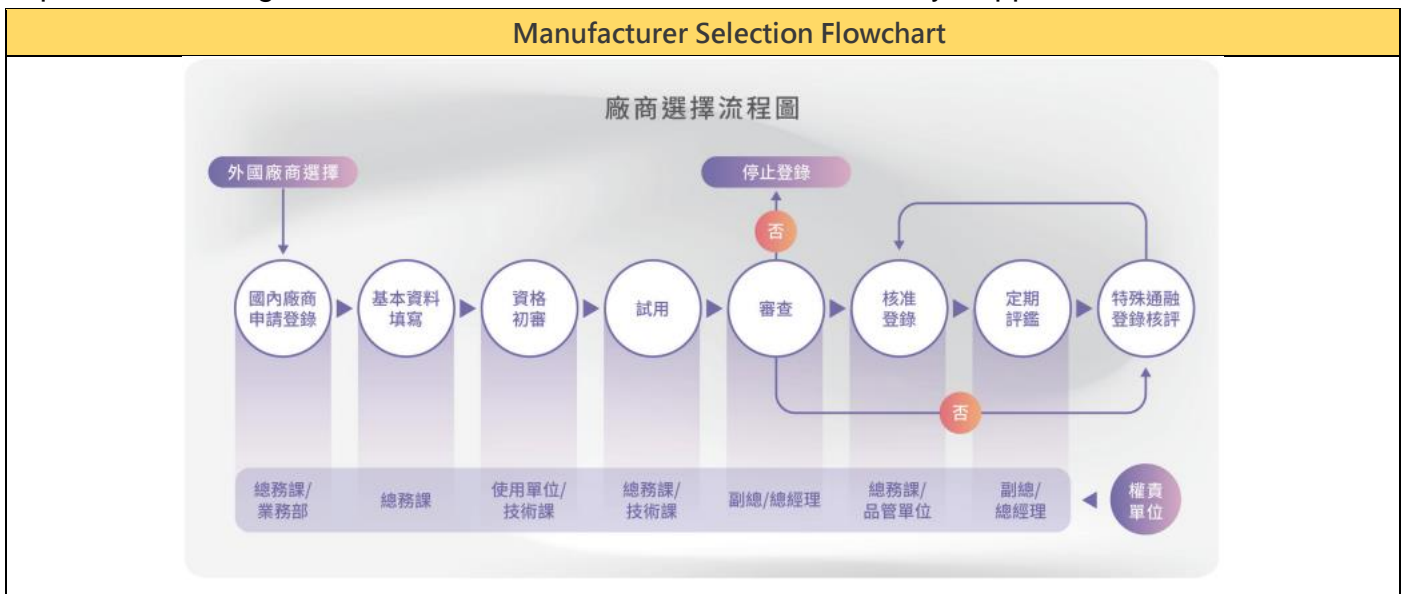 Manufacturer Selection Flowchart
廠商選擇流程圖
外國廠商選擇
停止登錄
否
國內廠商
申請登錄
基本資料
填寫
資格
初審
試用
審查
核准
登錄
定期
評鑑
特殊通融
登錄核評
否
總務課/
業務部
總務課
使用單位/
技術課
總務課/
技術課
副總/總經理
總務課/
品管單位
副總/
總經理
權責
單位